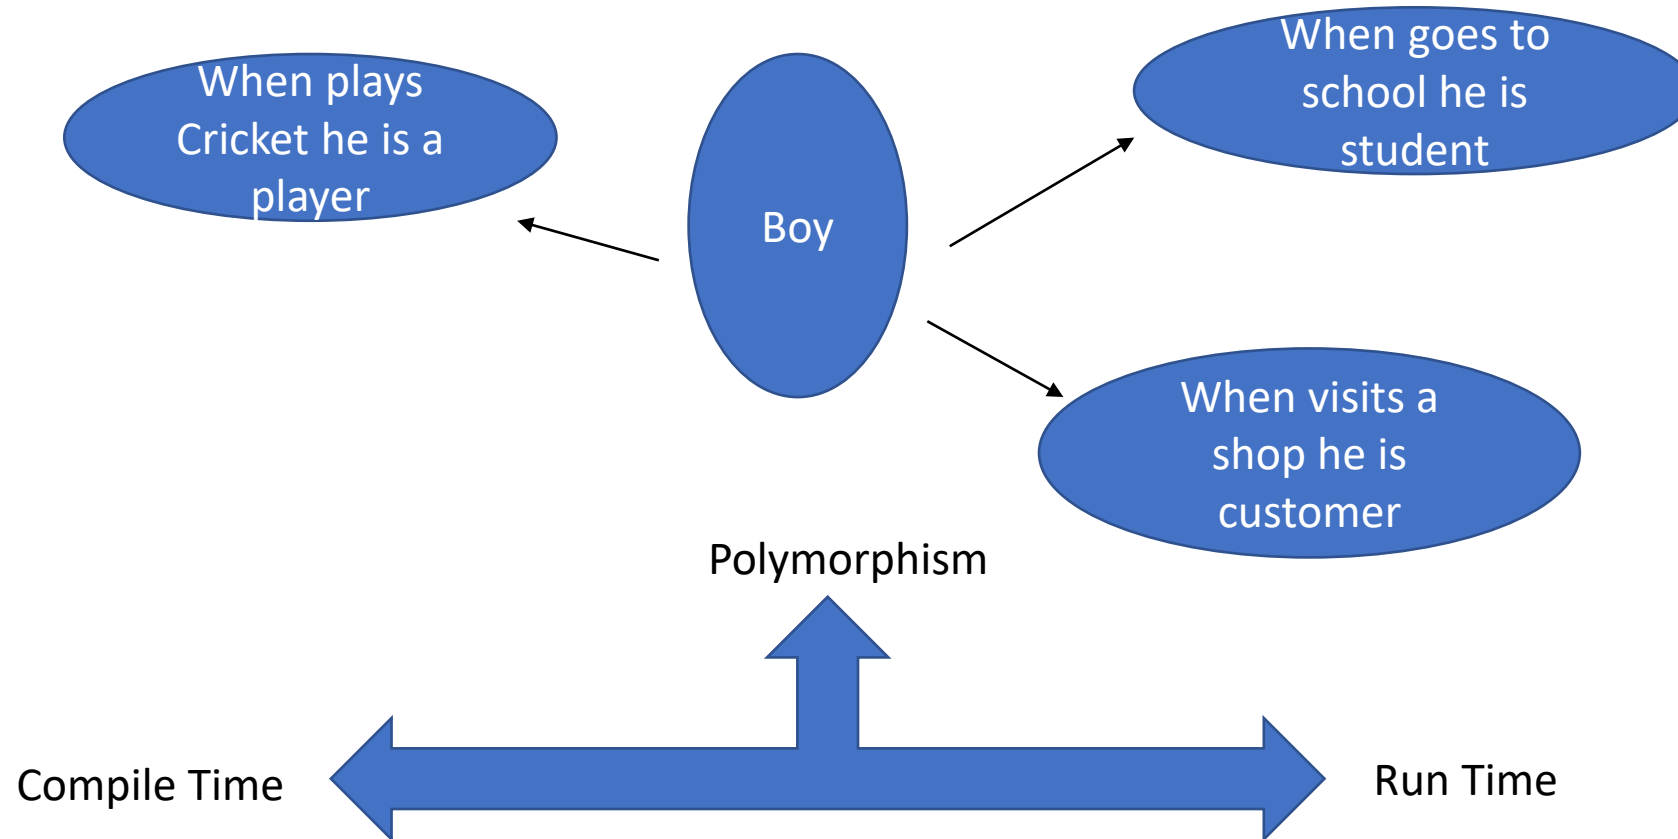 When plays
Cricket he is a
player
Boy
When goes to
school he is
student
When visits a
shop he is
customer
Polymorphism
Compile Time
Run Time